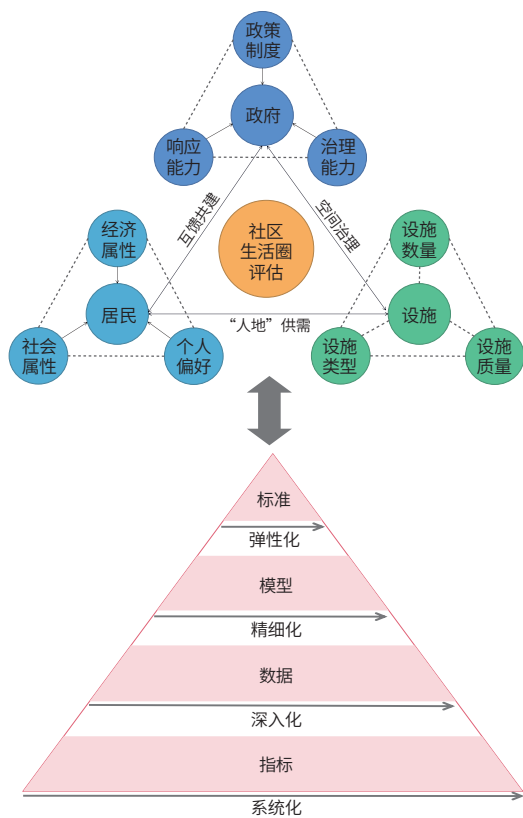 政策
制度
政府
响应
能力
治理
能力
互馈共建
空间治理
社区
生活圈
评估
经济
属性
设施
数量
居民
设施
“人地”供需
社会
属性
个人
偏好
设施
类型
设施
质量
标准
弹性化
模型
精细化
数据
深入化
指标
系统化